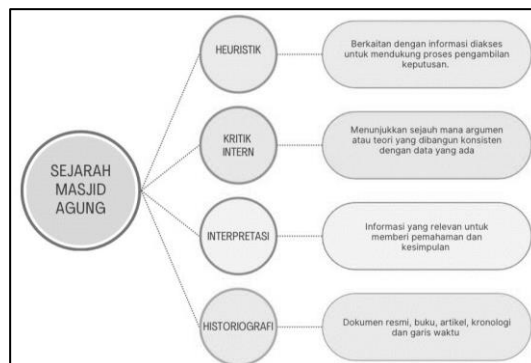 SEJARAH
MASJID
AGUNG
HEURISTIK
Berkaitan dengan informasi diakses
untuk mendukung proses pengambilan
keputusan.
KRITIK
INTERN
Menunjukkan sejauh mana argumen
atau teori yang dibangun konsisten
dengan data yang ada
INTERPRETASI
Informasi yang relevan untuk
memberi pemahaman dan
kesimpulan
HISTORIOGRAFI
Dokumen resmi, buku, artikel, kronologi
dan garis waktu